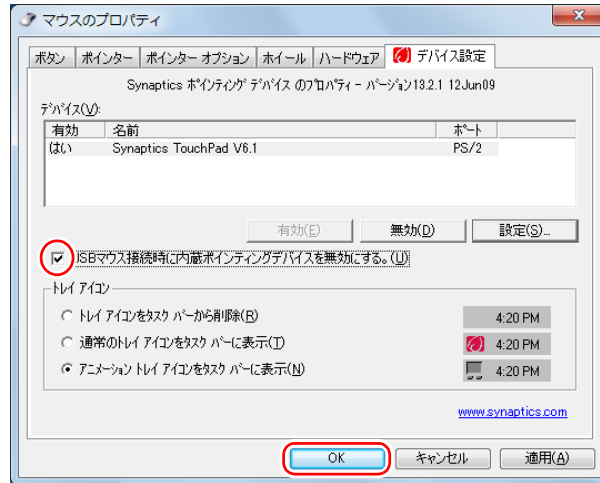 マウスのプロパティ
ボタン ポインター ポインター オプション ホイール ハードウェア デバイス設定
Synaptics ポインティング デバイス のプロパティ - バージョン13.2.1 12Jun09
デバイス(V):
有効 名前 ポート
はい Synaptics TouchPad V6.1 PS/2
有効(E) 無効(D) 設定(S)...
USBマウス接続時に内蔵ポインティングデバイスを無効にする。(U)
トレイ アイコン
トレイ アイコンをタスク バーから削除(R) 4:20 PM
通常のトレイ アイコンをタスク バーに表示(T) 4:20 PM
アニメーション トレイ アイコンをタスク バーに表示(N) 4:20 PM
www.synaptics.com
OK キャンセル 適用(A)